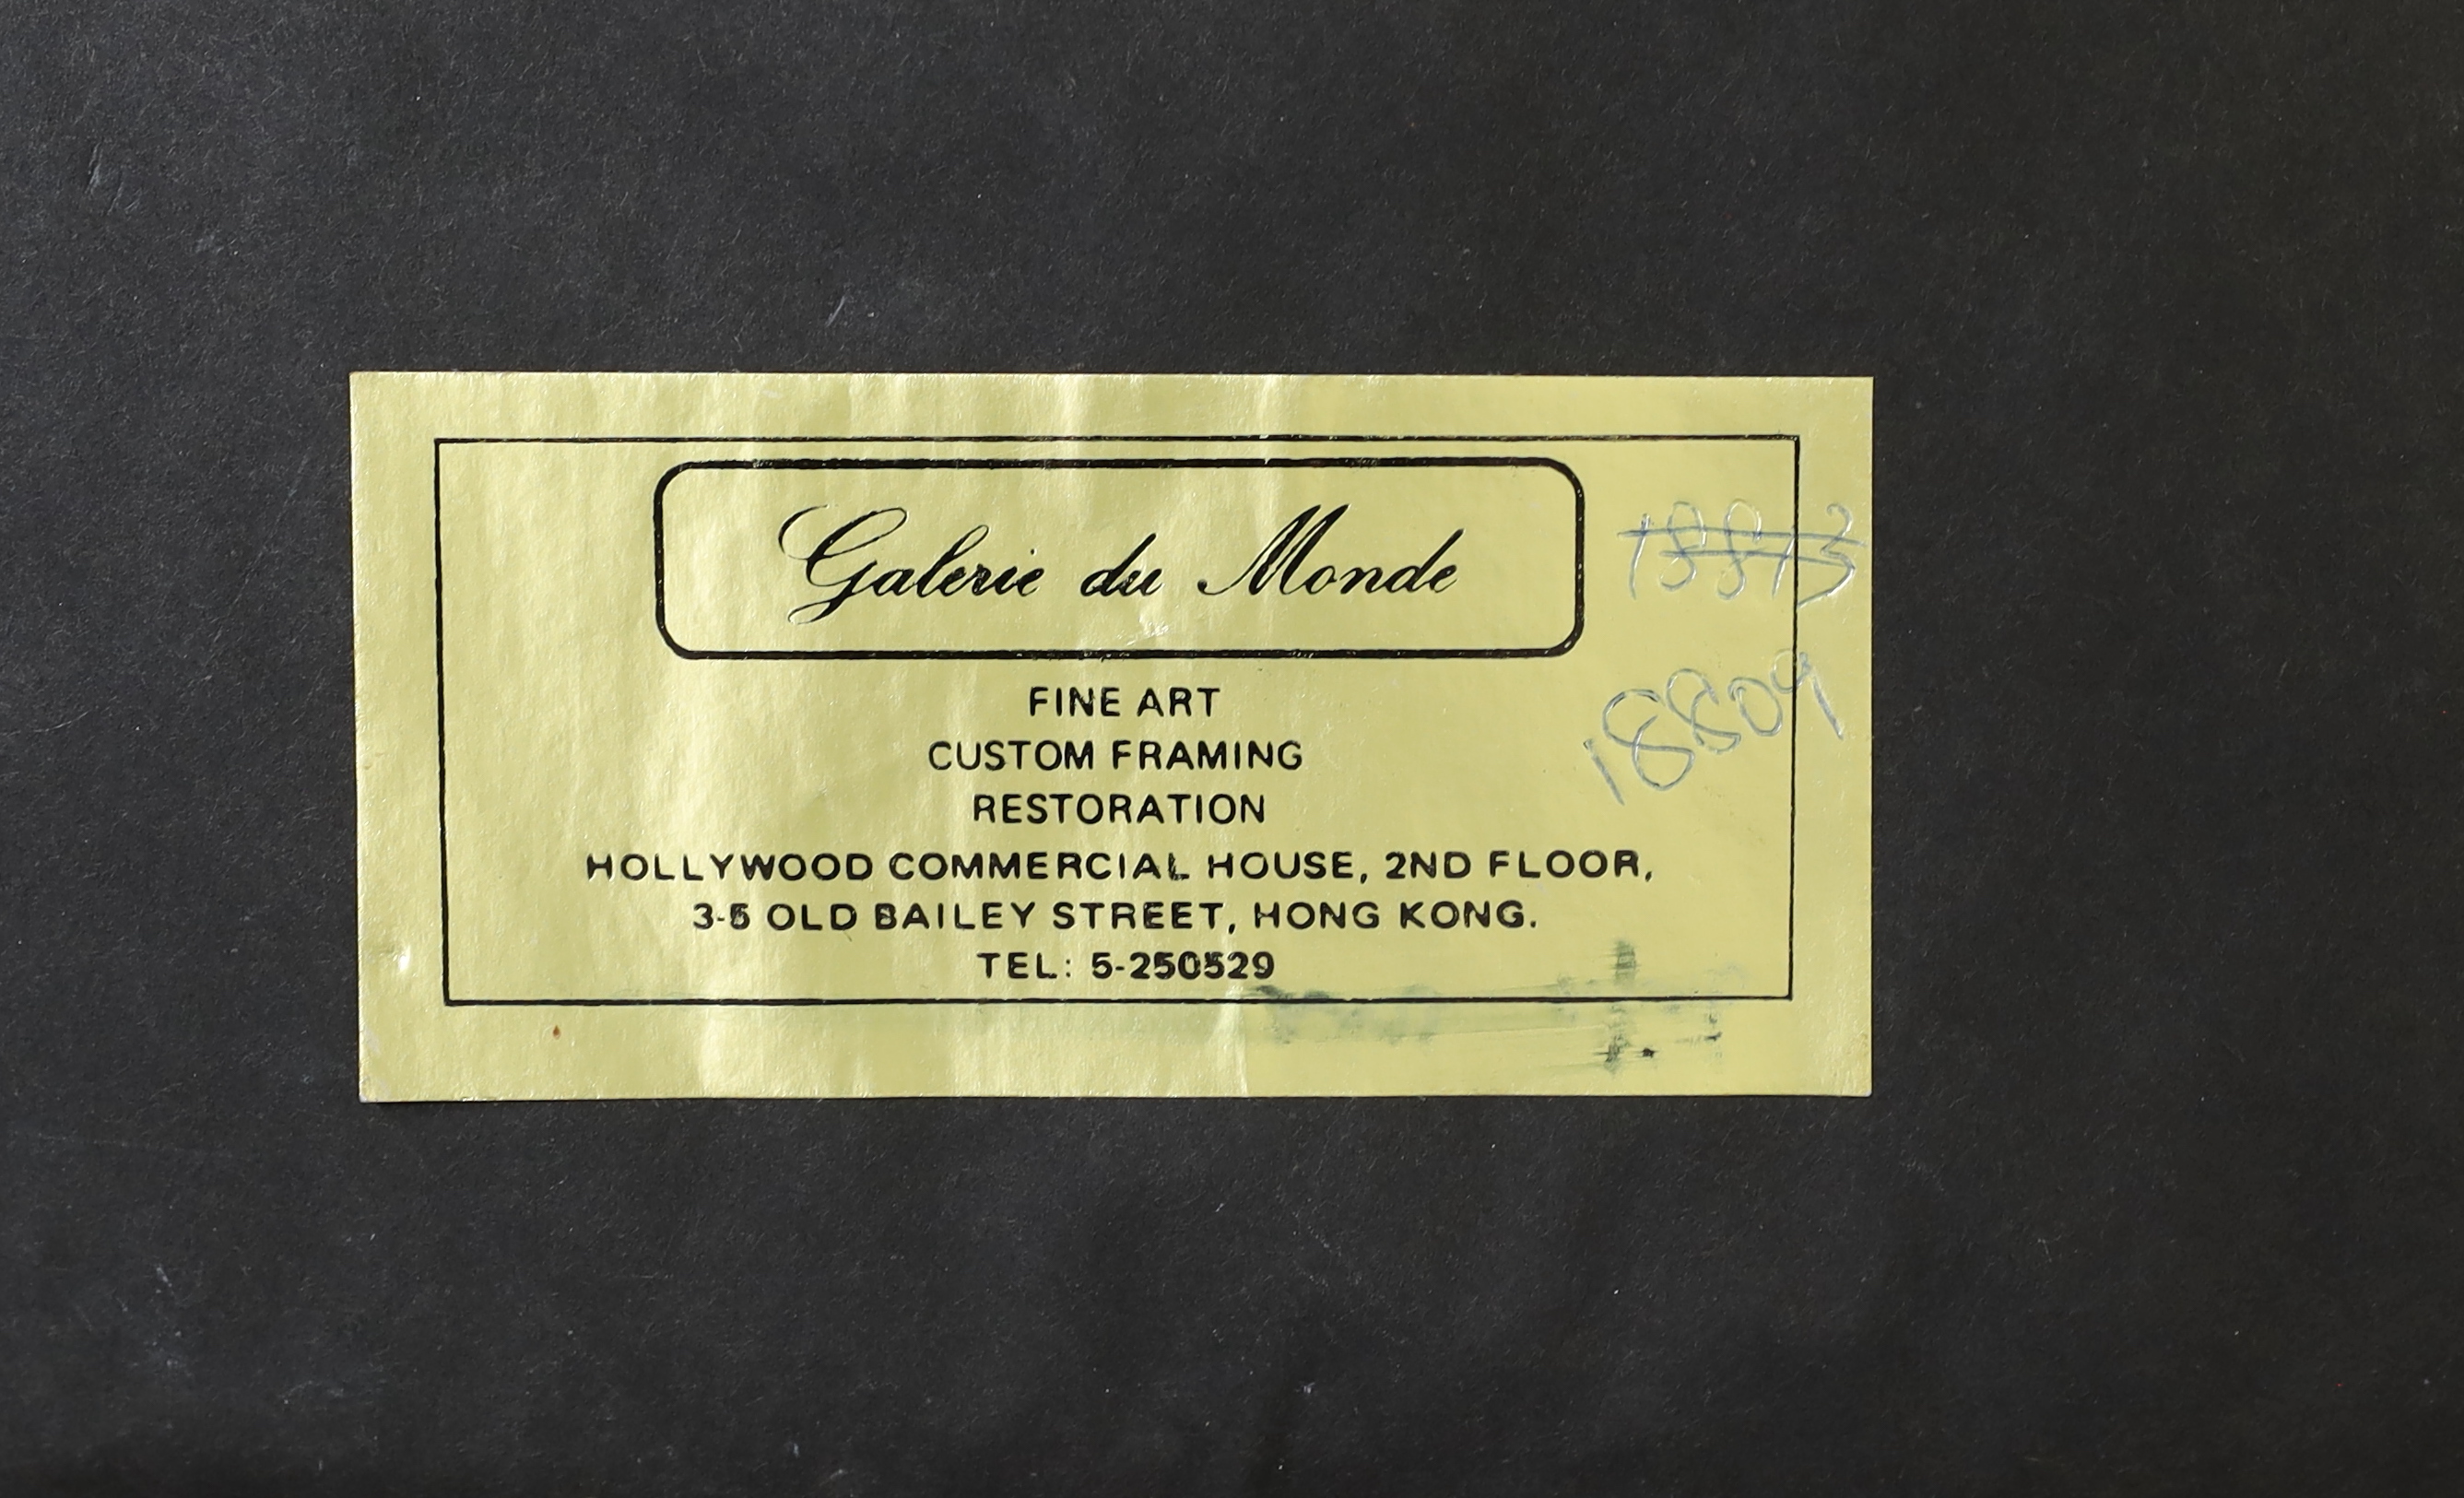 Galerie du Monde
18813
18809
FINE ART
CUSTOM FRAMING
RESTORATION
HOLLYWOOD COMMERCIAL HOUSE, 2ND FLOOR,
3-5 OLD BAILEY STREET, HONG KONG.
TEL: 5-250529